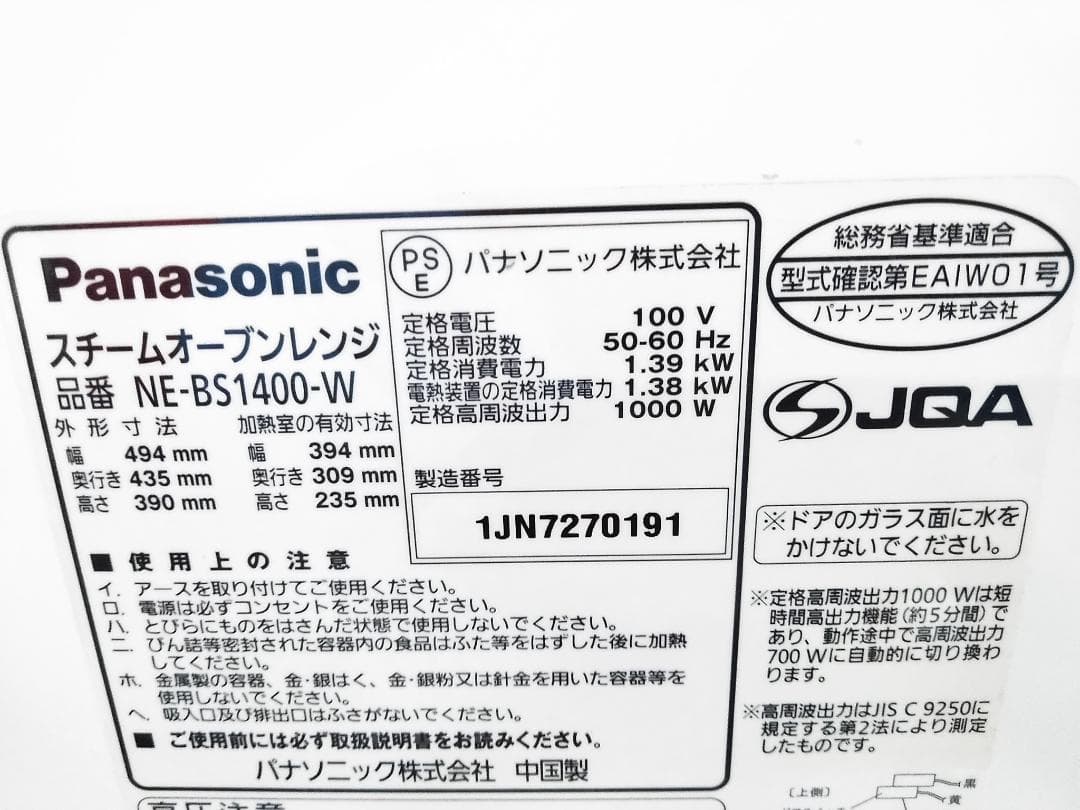 Panasonic
スチームオーブンレンジ
品番 NE-BS1400-W
外形寸法
幅 494 mm
奥行き 435 mm
高さ 390 mm
加熱室の有効寸法
幅 394 mm
奥行き 309 mm
高さ 235 mm
PSE パナソニック株式会社
定格電圧 100 V
定格周波数 50-60 Hz
定格消費電力 1.39 kW
電熱装置の定格消費電力 1.38 kW
定格高周波出力 1000 W
製造番号
1JN7270191
■ 使用上の注意
イ. アースを取り付けてご使用ください。
ロ. 電源は必ずコンセントをご使用ください。
ハ. とびらにものをはさんだ状態で使用しないでください。
ニ. びん詰等密封された容器内の食品はふた等をはずした後に加熱
してください。
ホ. 金属製の容器、金・銀はく、金・銀粉又は針金を用いた容器等を
使用しないでください。
ヘ. 吸入口及び排出口はふさがないでください。
■ ご使用前には必ず取扱説明書をお読みください。
パナソニック株式会社 中国製
総務省基準適合
型式確認第EAIW01号
パナソニック株式会社
JQA
※ドアのガラス面に水を
かけないでください。
※定格高周波出力1000 Wは短
時間高出力機能(約5分間)で
あり、動作途中で高周波出力
700 Wに自動的に切り換わ
ります。
※高周波出力はJIS C 9250に
規定する第2法により測定
したものです。
〔上側〕
黒
黄
高圧注意